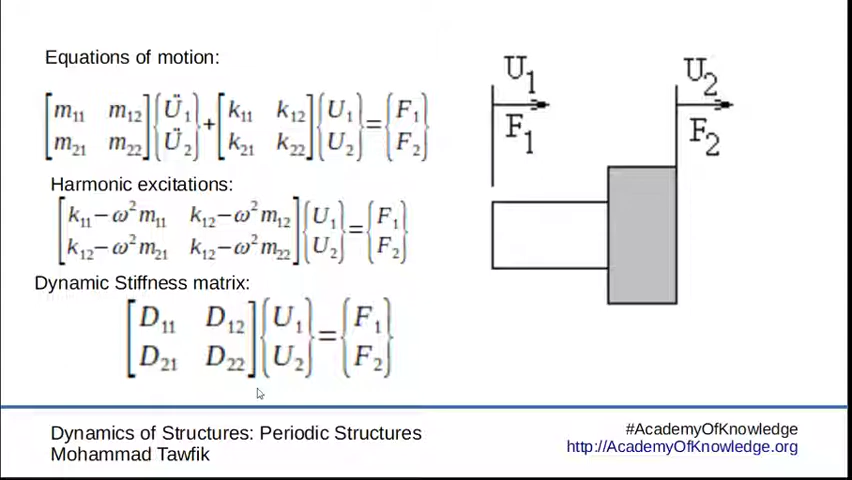 Equations of motion:
[m₁₁ m₁₂ m₂₁ m₂₂]{Ü₁ Ü₂}+[k₁₁ k₁₂ k₂₁ k₂₂]{U₁ U₂}={F₁ F₂}
Harmonic excitations:
[k₁₁−ω²m₁₁ k₁₂−ω²m₁₂ k₁₂−ω²m₂₁ k₁₂−ω²m₂₂]{U₁ U₂}={F₁ F₂}
Dynamic Stiffness matrix:
[D₁₁ D₁₂ D₂₁ D₂₂]{U₁ U₂}={F₁ F₂}
U₁
F₁
U₂
F₂
Dynamics of Structures: Periodic Structures
Mohammad Tawfik
#AcademyOfKnowledge
http://AcademyOfKnowledge.org